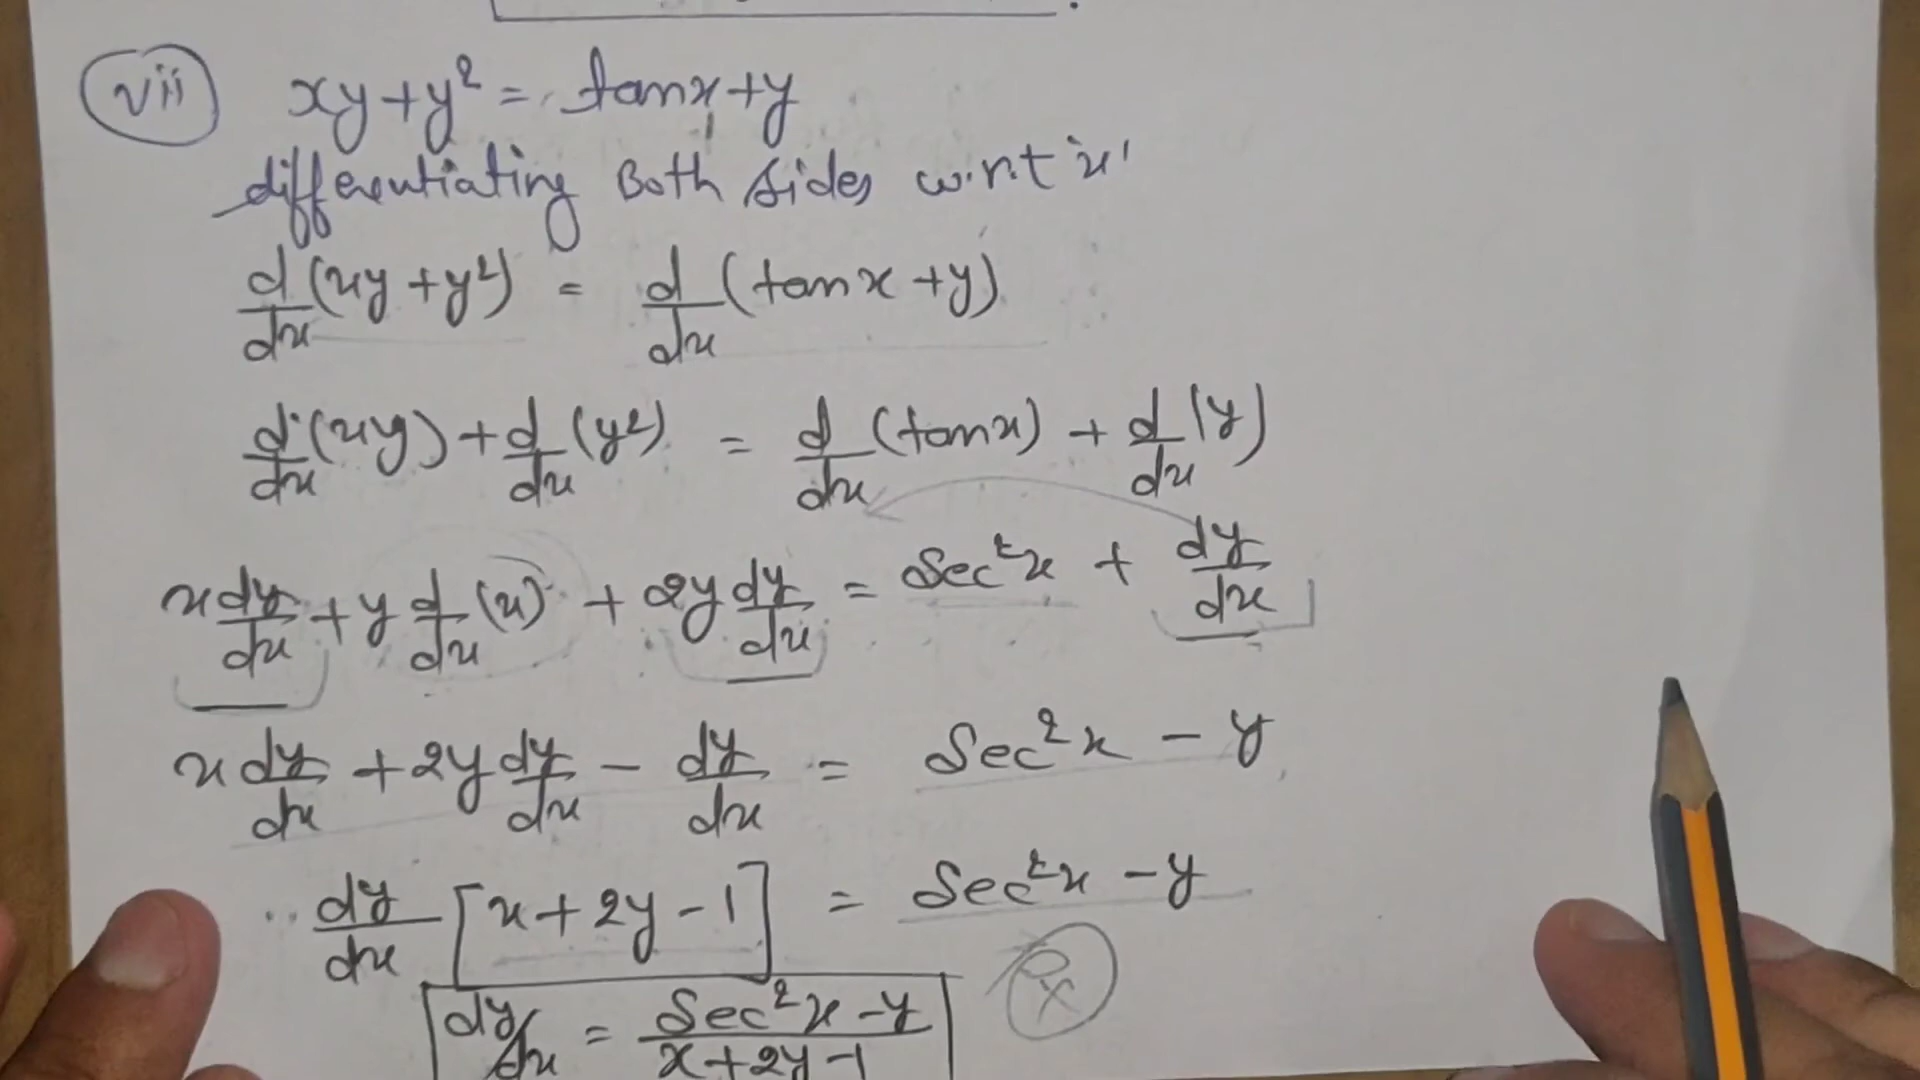 vii xy+y² = tanx+y
differentiating Both sides w.r.t 'x'
d/dx (xy+y²) = d/dx (tanx+y)
d/dx (xy) + d/dx (y²) = d/dx (tanx) + d/dx (y)
x dy/dx + y d/dx (x) + 2y dy/dx = Sec²x + dy/dx
x dy/dx + 2y dy/dx - dy/dx = Sec²x - y
dy/dx [x+2y-1] = Sec²x - y
dy/dx = Sec²x - y / x+2y-1